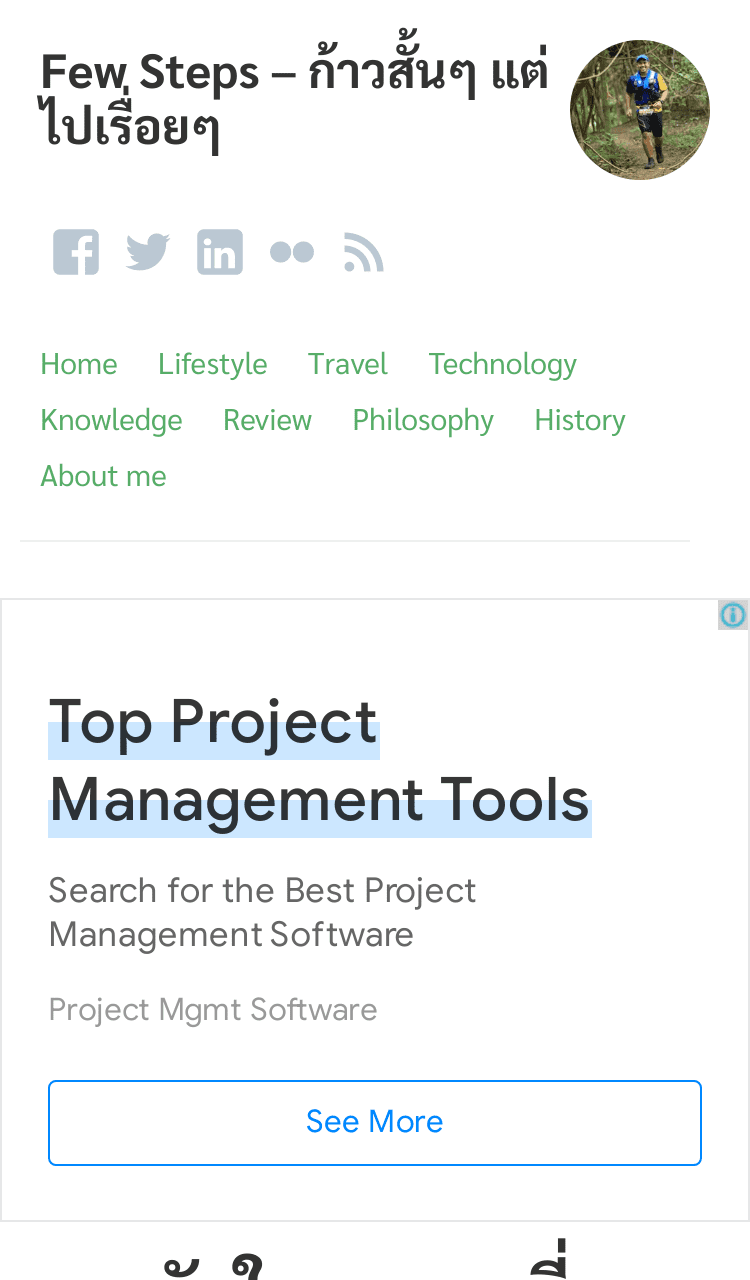 Few Steps – ก้าวสั้นๆ แต่
ไปเรื่อยๆ
Home Lifestyle Travel Technology
Knowledge Review Philosophy History
About me
Top Project
Management Tools
Search for the Best Project
Management Software
Project Mgmt Software
See More